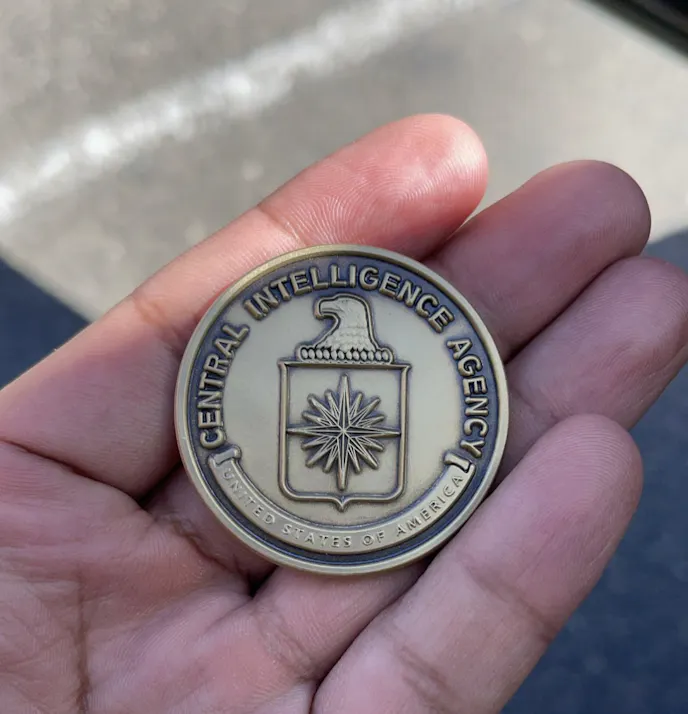 CENTRAL INTELLIGENCE AGENCY
UNITED STATES OF AMERICA